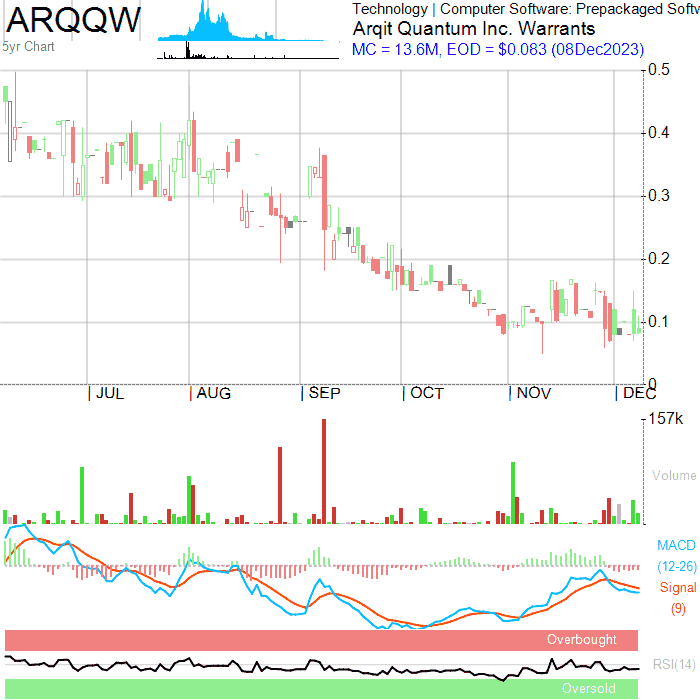 ARQQW
5yr Chart
Technology | Computer Software: Prepackaged Softw
Arqit Quantum Inc. Warrants
MC = 13.6M, EOD = $0.083 (08Dec2023)
0.5
0.4
0.3
0.2
0.1
0
| JUL | AUG | SEP | OCT | NOV | DEC
157k
Volume
MACD
(12-26)
Signal
(9)
Overbought
RSI(14)
Oversold